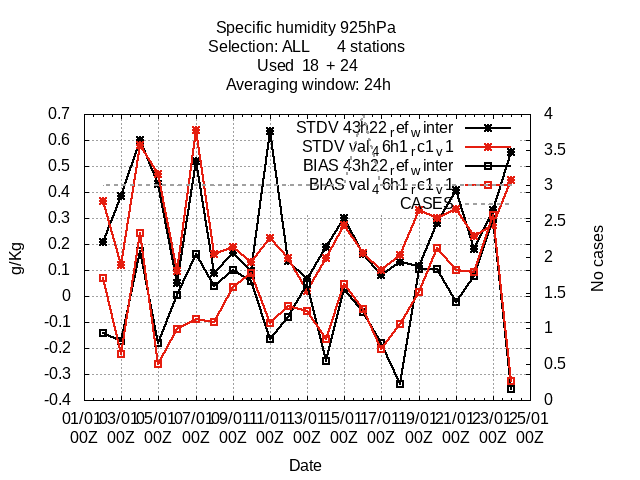 Specific humidity 925hPa
Selection: ALL 4 stations
Used 18 + 24
Averaging window: 24h
0.7
0.6
0.5
0.4
0.3
0.2
0.1
0
-0.1
-0.2
-0.3
-0.4
g/Kg
STDV 43h22_ref_winter
STDV val_46h1_rc1_v1
BIAS 43h22_ref_winter
BIAS val_46h1_rc1_v1
CASES
4
3.5
3
2.5
2
1.5
1
0.5
0
No cases
01/01 03/01 05/01 07/01 09/01 11/01 13/01 15/01 17/01 19/01 21/01 23/01 25/01
00Z 00Z 00Z 00Z 00Z 00Z 00Z 00Z 00Z 00Z 00Z 00Z 00Z
Date